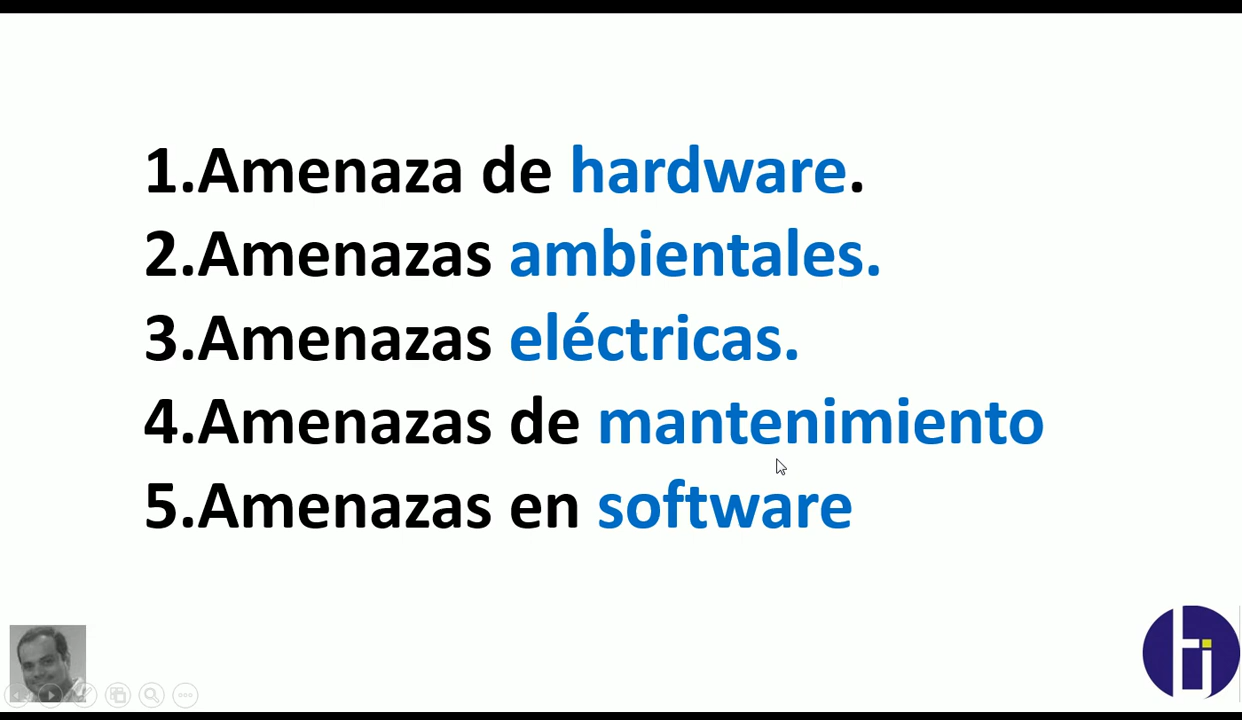 1.Amenaza de hardware.
2.Amenazas ambientales.
3.Amenazas eléctricas.
4.Amenazas de mantenimiento
5.Amenazas en software